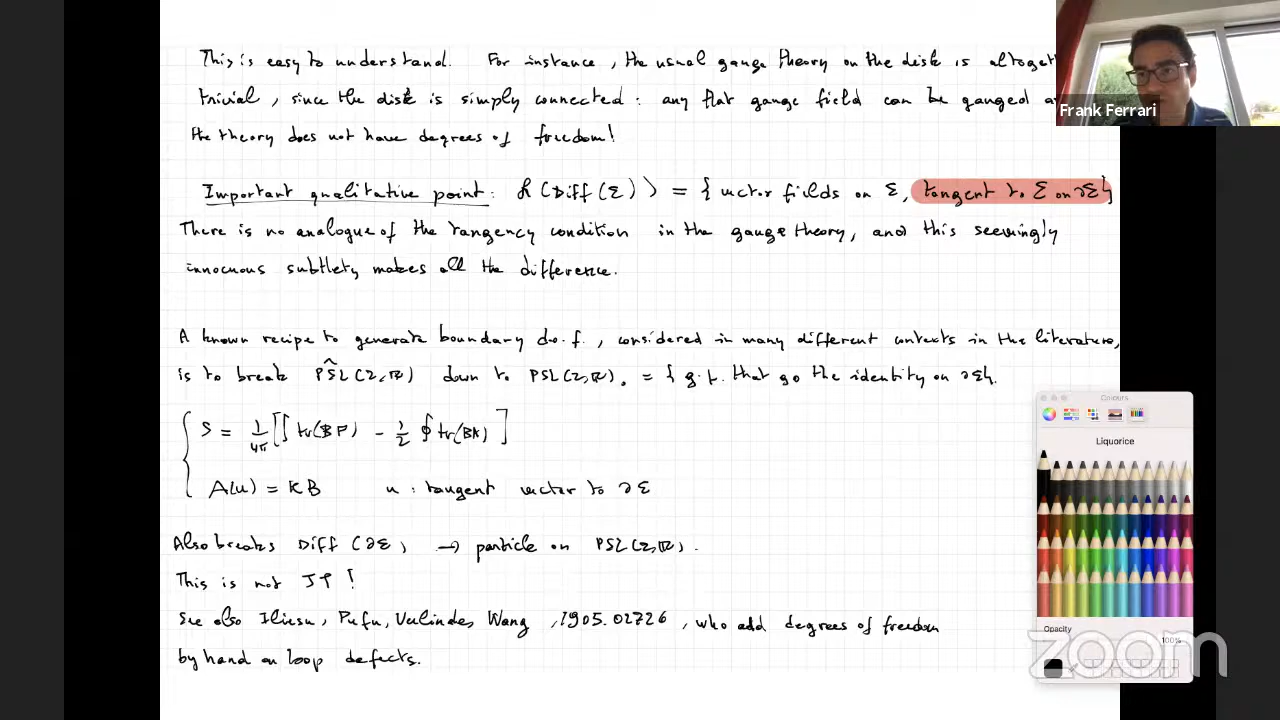 This is easy to understand. For instance, the usual gauge theory on the disk is altoget
trivial, since the disk is simply connected: any flat gauge field can be gauged a
the theory does not have degrees of freedom!
Frank Ferrari
Important qualitative point: L(Diff(Σ)) = { vector fields on Σ, tangent to Σ on ∂Σ}
There is no analogue of the tangency condition in the gauge theory, and this seemingly
innocuous subtlety makes all the difference.
A known recipe to generate boundary d.o.f., considered in many different contexts in the literature,
is to break P̃SL(2,ℝ) down to PSL(2,ℝ)₀ = { g.t. that go the identity on ∂Σ}.
S = 1/4π [∫∫ tr(BF) - 1/2 ∮ tr(BA)]
A(u) = KB u: tangent vector to ∂Σ
Also breaks Diff(∂Σ) → particle on PSL(2,ℝ).
This is not JT!
See also Iliesu, Pufu, Verlinde, Wang, 1905.02726, who add degrees of freedom
by hand on loop defects.
Colours
Liquorice
Opacity
100%
zoom